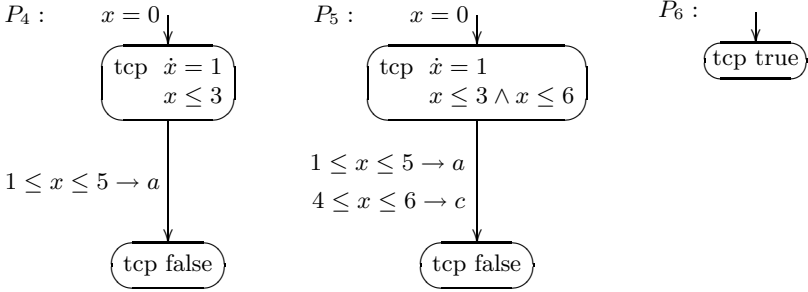 P₄ : x = 0
tcp ẋ = 1
x ≤ 3
1 ≤ x ≤ 5 → a
tcp false
P₅ : x = 0
tcp ẋ = 1
x ≤ 3 ∧ x ≤ 6
1 ≤ x ≤ 5 → a
4 ≤ x ≤ 6 → c
tcp false
P₆ :
tcp true